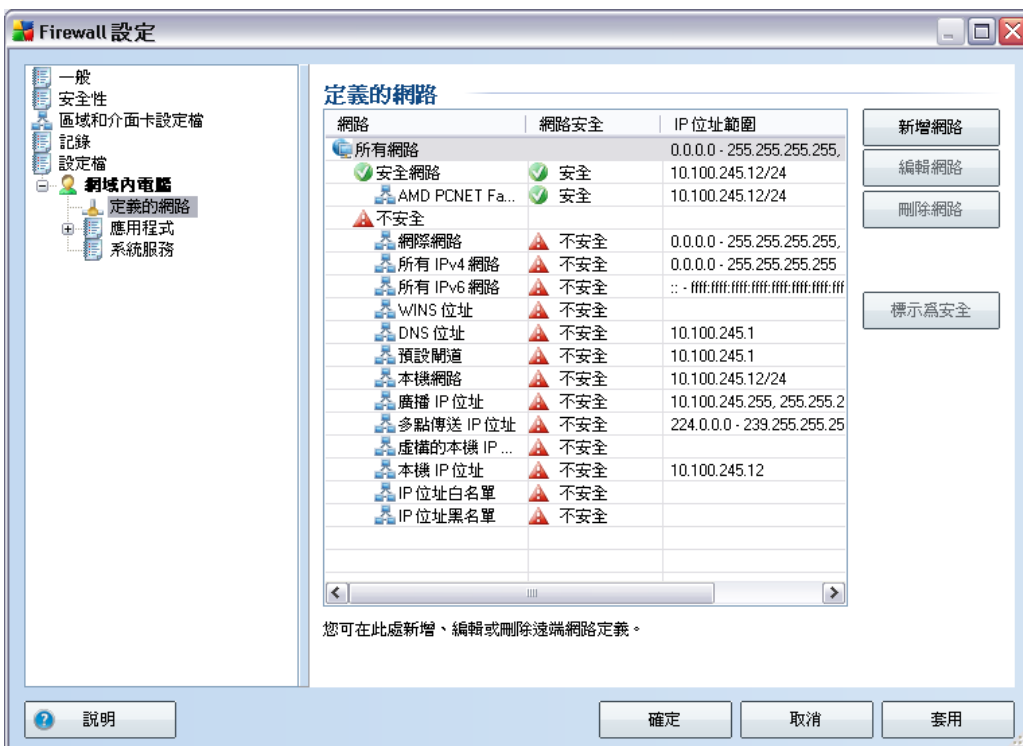 Firewall 設定
一般
安全性
區域和介面卡設定檔
記錄
設定檔
網域內電腦
定義的網路
應用程式
系統服務
定義的網路
網路 網路安全 IP 位址範圍
所有網路 0.0.0.0 - 255.255.255.255,
安全網路 安全 10.100.245.12/24
AMD PCNET Fa... 安全 10.100.245.12/24
不安全
網際網路 不安全 0.0.0.0 - 255.255.255.255,
所有 IPv4 網路 不安全 0.0.0.0 - 255.255.255.255
所有 IPv6 網路 不安全 :: - ffff:ffff:ffff:ffff:ffff:ffff:ffff:fff
WINS 位址 不安全
DNS 位址 不安全 10.100.245.1
預設閘道 不安全 10.100.245.1
本機網路 不安全 10.100.245.12/24
廣播 IP 位址 不安全 10.100.245.255, 255.255.2
多點傳送 IP 位址 不安全 224.0.0.0 - 239.255.255.25
虛構的本機 IP ... 不安全
本機 IP 位址 不安全 10.100.245.12
IP 位址白名單 不安全
IP 位址黑名單 不安全
您可在此處新增、編輯或刪除遠端網路定義。
新增網路
編輯網路
刪除網路
標示為安全
說明
確定
取消
套用